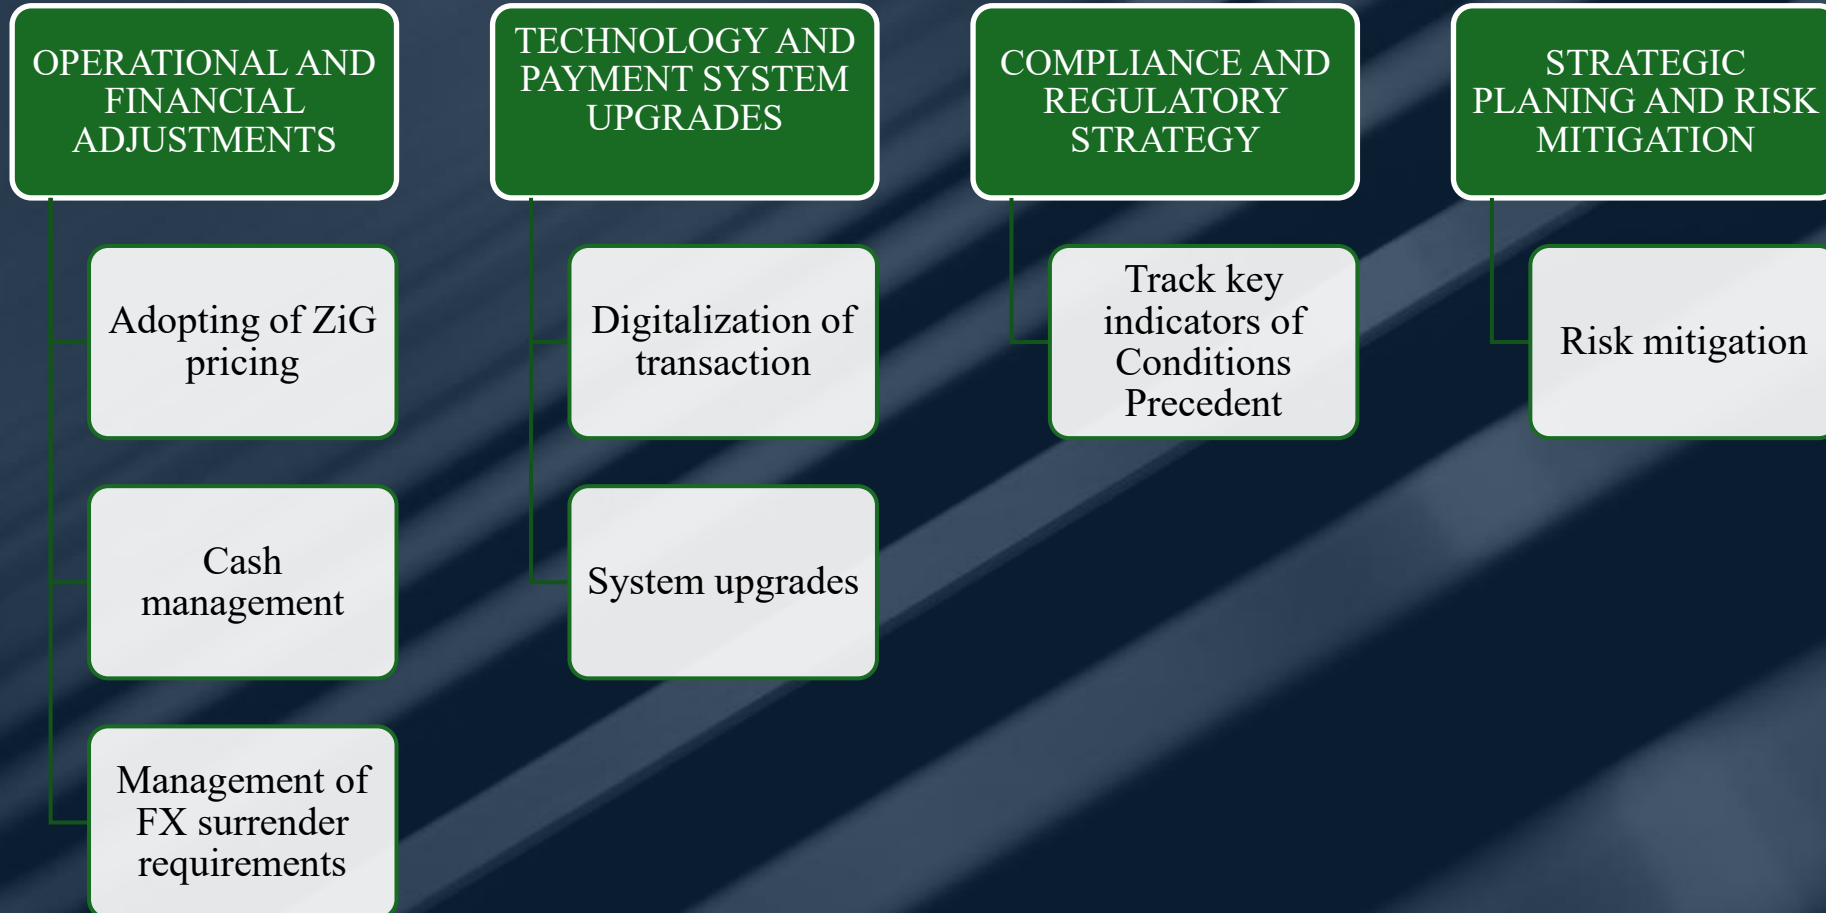 OPERATIONAL AND
FINANCIAL
ADJUSTMENTS
Adopting of ZiG
pricing
Cash
management
Management of
FX surrender
requirements
TECHNOLOGY AND
PAYMENT SYSTEM
UPGRADES
Digitalization of
transaction
System upgrades
COMPLIANCE AND
REGULATORY
STRATEGY
Track key
indicators of
Conditions
Precedent
STRATEGIC
PLANING AND RISK
MITIGATION
Risk mitigation